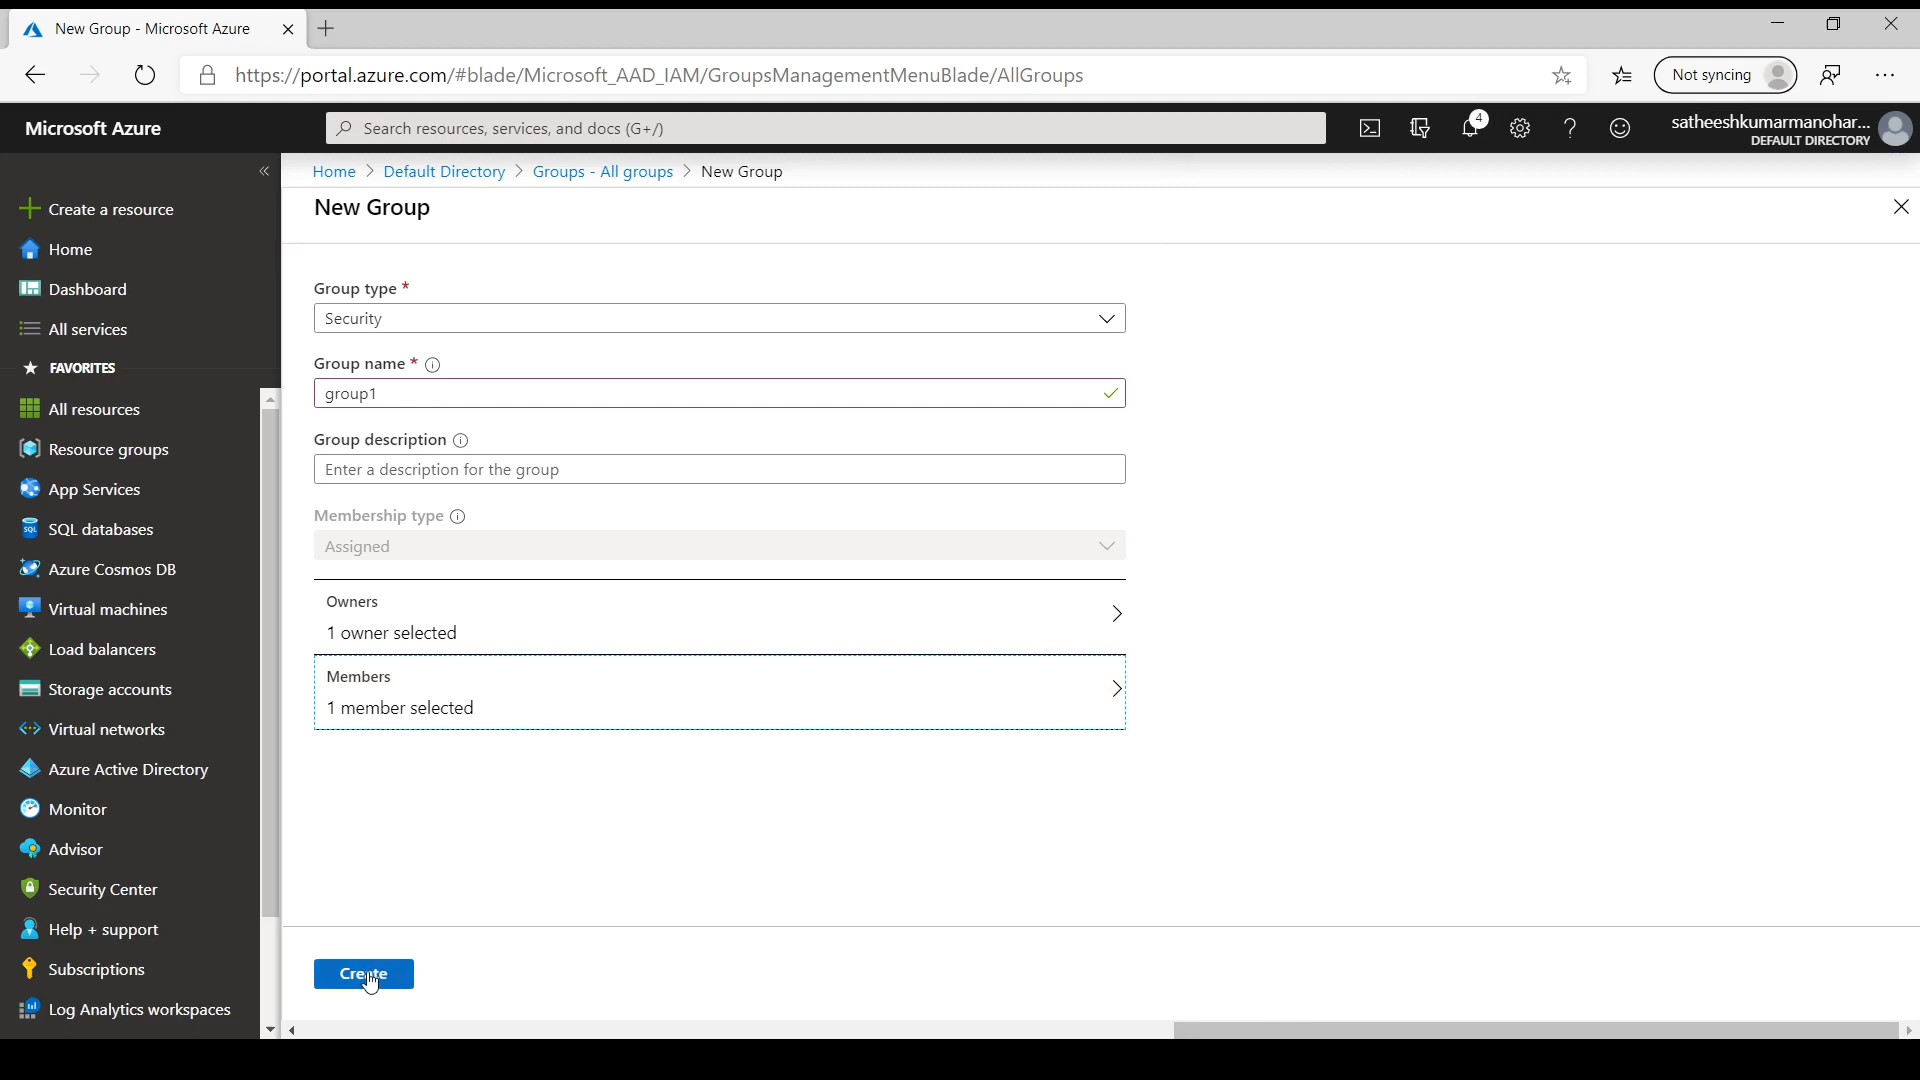 New Group - Microsoft Azure
https://portal.azure.com/#blade/Microsoft_AAD_IAM/GroupsManagementMenuBlade/AllGroups
Not syncing
Microsoft Azure
Search resources, services, and docs (G+/)
4
satheeshkumarmanohar...
DEFAULT DIRECTORY
Home > Default Directory > Groups - All groups > New Group
New Group
Create a resource
Home
Dashboard
All services
FAVORITES
All resources
Resource groups
App Services
SQL databases
Azure Cosmos DB
Virtual machines
Load balancers
Storage accounts
Virtual networks
Azure Active Directory
Monitor
Advisor
Security Center
Help + support
Subscriptions
Log Analytics workspaces
Group type *
Security
Group name *
group1
Group description
Enter a description for the group
Membership type
Assigned
Owners
1 owner selected
Members
1 member selected
Create